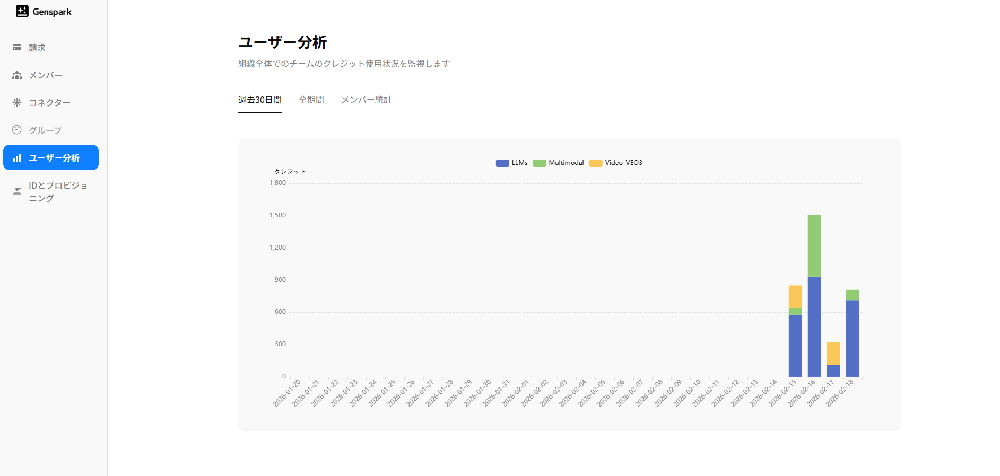 Genspark
請求
メンバー
コネクター
グループ
ユーザー分析
IDとプロビジョ
ニング
ユーザー分析
組織全体でのチームのクレジット使用状況を監視します
過去30日間 全期間 メンバー統計
LLMs Multimodal Video_VEO3
クレジット
1,800
1,500
1,200
900
600
300
0
2026-01-20 2026-01-21 2026-01-22 2026-01-23 2026-01-24 2026-01-25 2026-01-26 2026-01-27 2026-01-28 2026-01-29 2026-01-30 2026-01-31 2026-02-01 2026-02-02 2026-02-03 2026-02-04 2026-02-05 2026-02-06 2026-02-07 2026-02-08 2026-02-09 2026-02-10 2026-02-11 2026-02-12 2026-02-13 2026-02-14 2026-02-15 2026-02-16 2026-02-17 2026-02-18